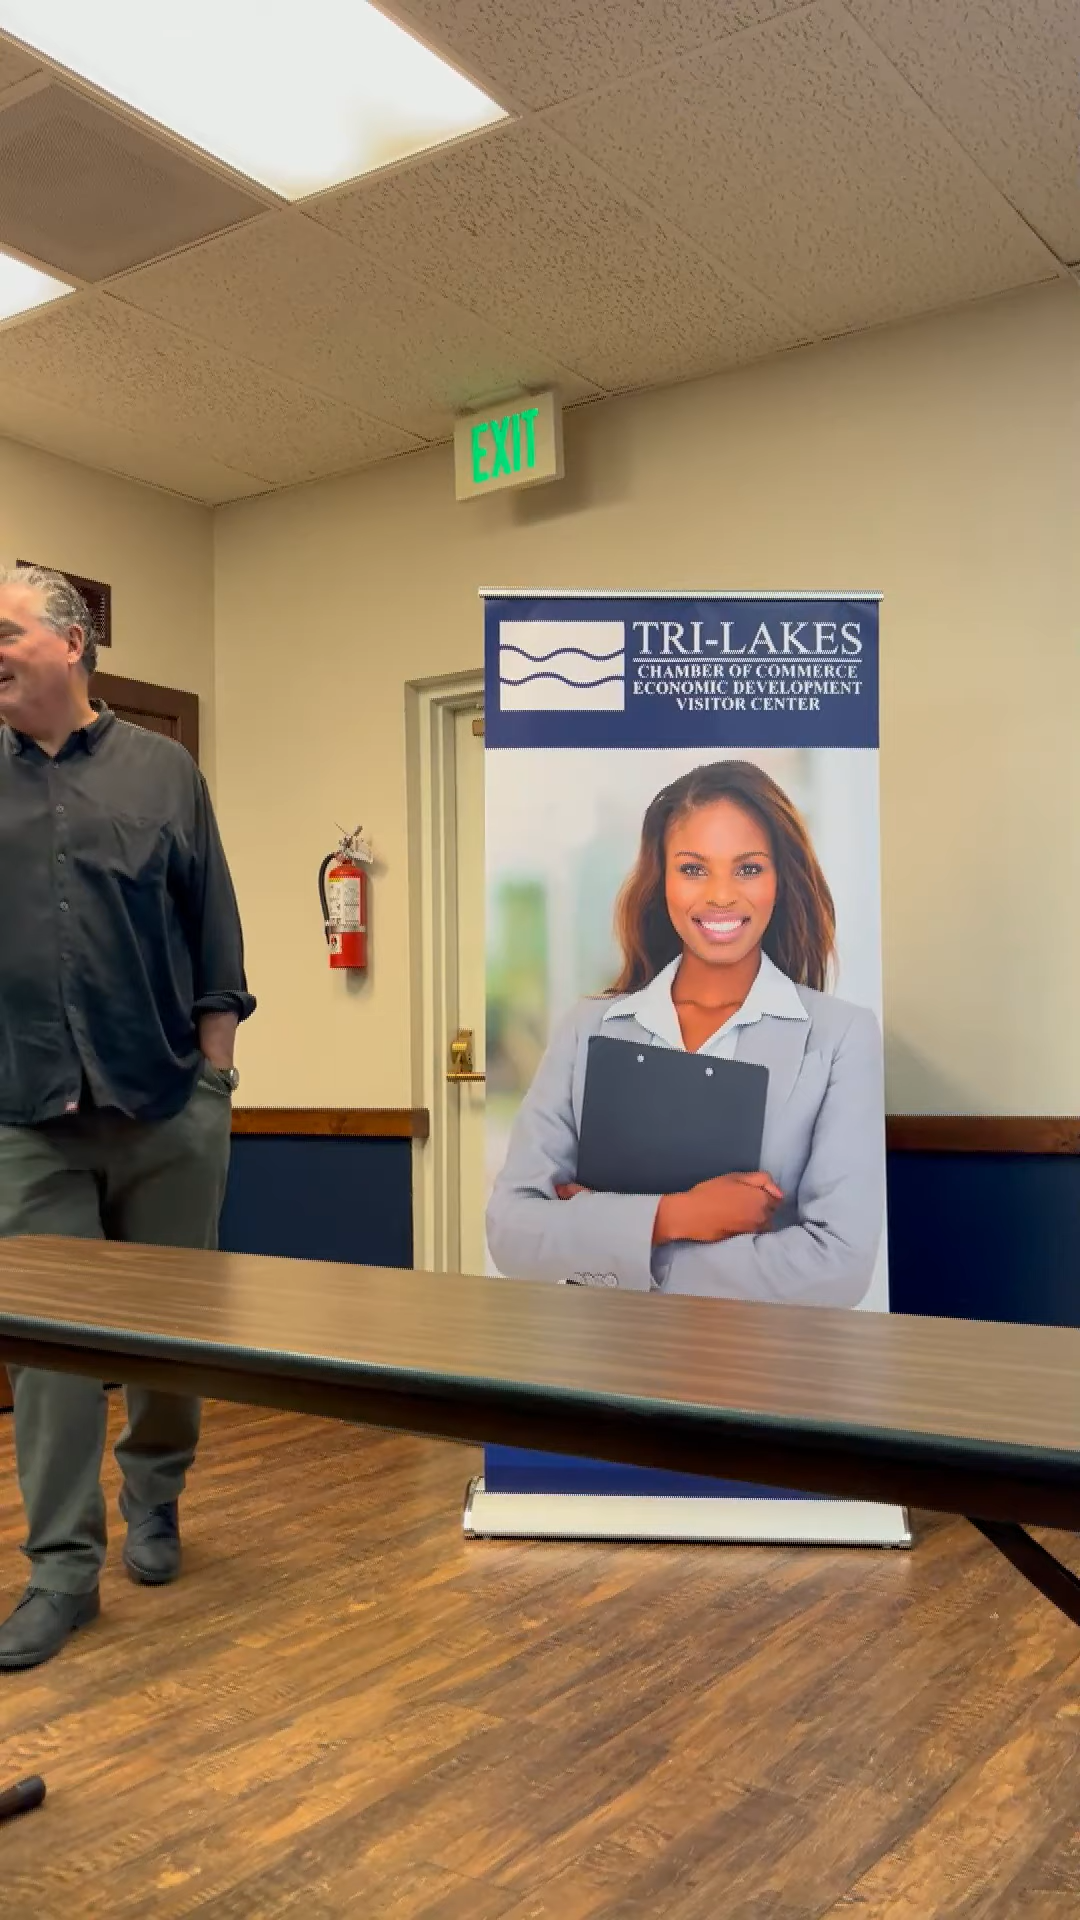 EXIT
TRI-LAKES
CHAMBER OF COMMERCE
ECONOMIC DEVELOPMENT
VISITOR CENTER